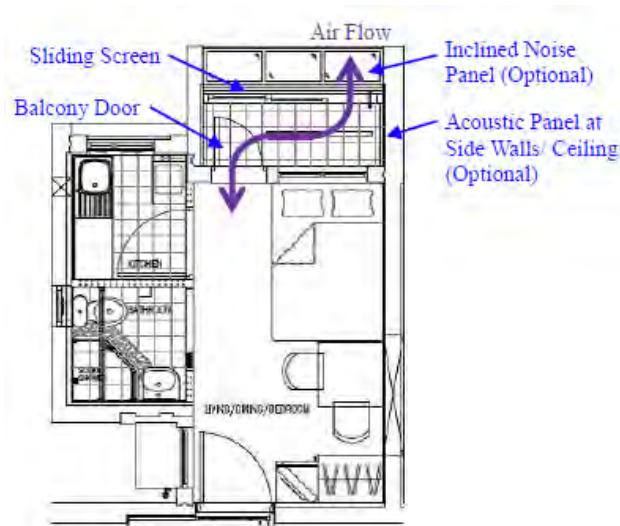 Air Flow
Sliding Screen
Inclined Noise
Panel (Optional)
Balcony Door
Acoustic Panel at
Side Walls/ Ceiling
(Optional)
KITCHEN
BATHROOM
/DINING/BEDROOM